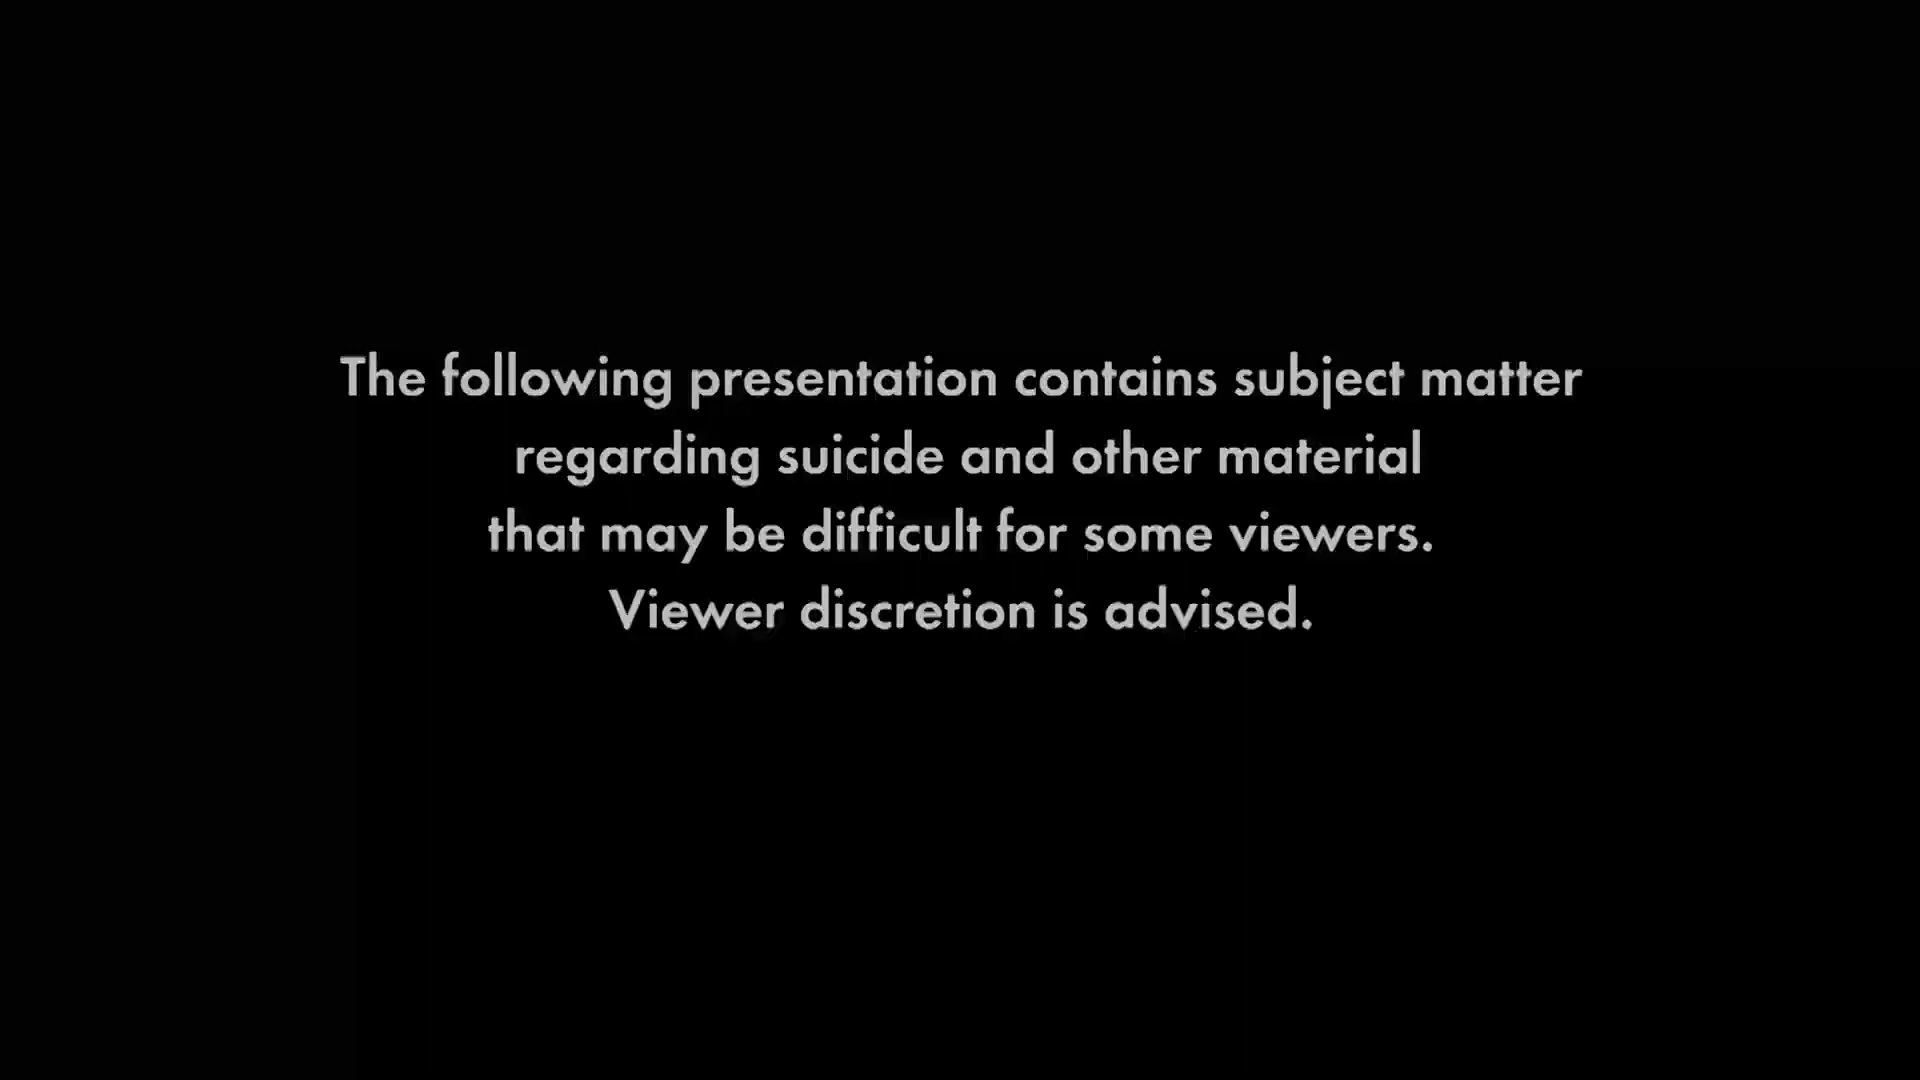 The following presentation contains subject matter
regarding suicide and other material
that may be difficult for some viewers.
Viewer discretion is advised.